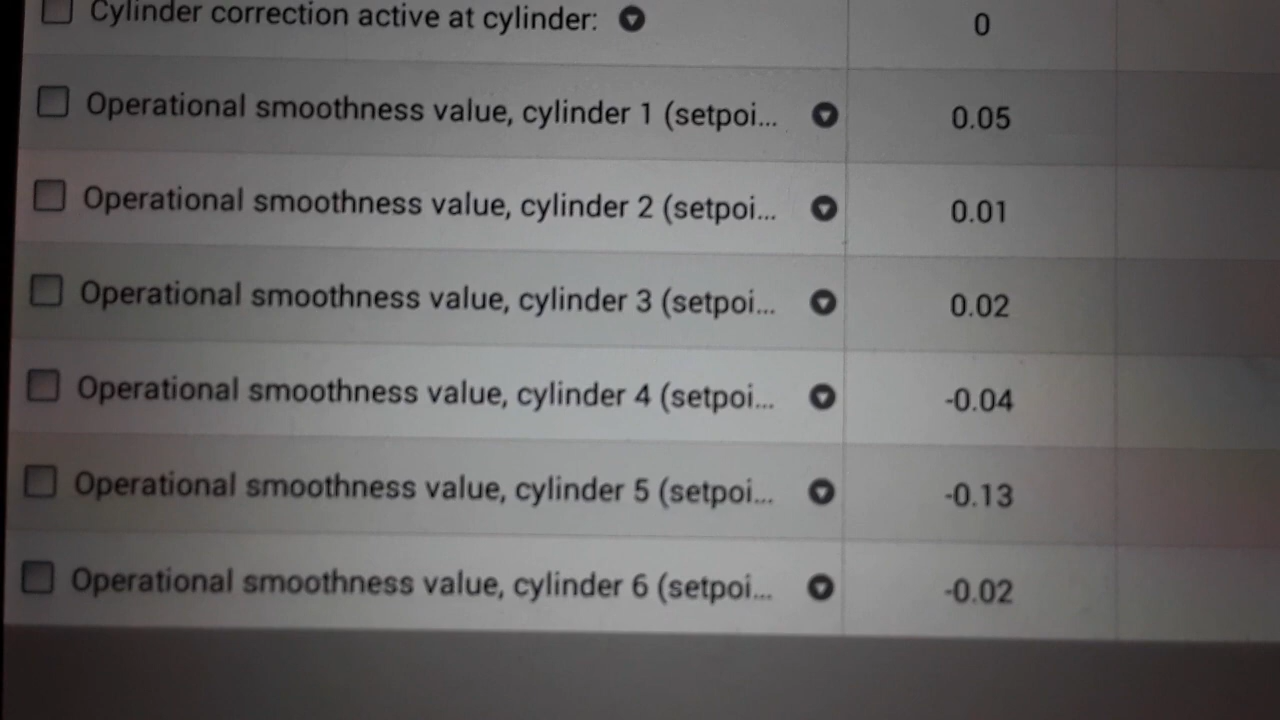 Cylinder correction active at cylinder: 0
Operational smoothness value, cylinder 1 (setpoi... 0.05
Operational smoothness value, cylinder 2 (setpoi... 0.01
Operational smoothness value, cylinder 3 (setpoi... 0.02
Operational smoothness value, cylinder 4 (setpoi... -0.04
Operational smoothness value, cylinder 5 (setpoi... -0.13
Operational smoothness value, cylinder 6 (setpoi... -0.02